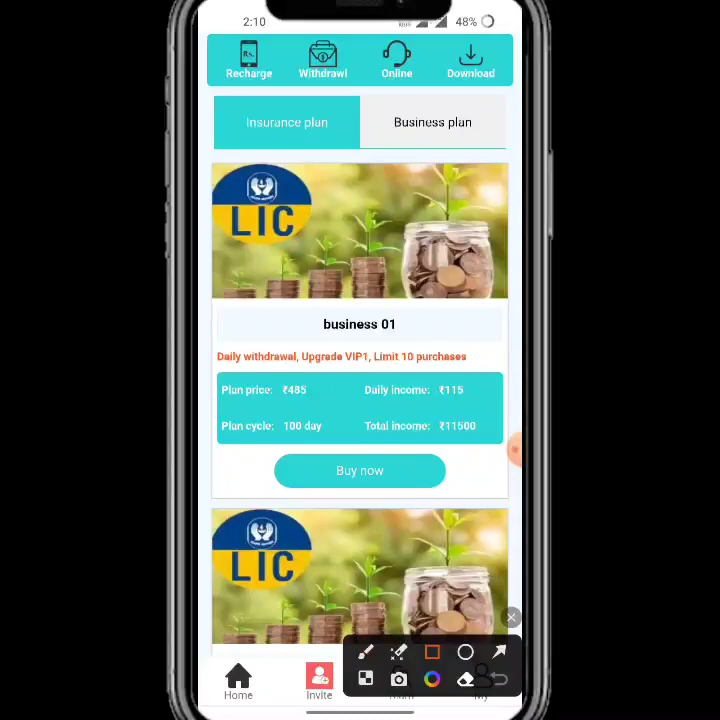 2:10
48%
Recharge Withdrawl Online Download
Insurance plan Business plan
LIC
business 01
Daily withdrawal, Upgrade VIP1, Limit 10 purchases
Plan price: ₹485 Daily income: ₹115
Plan cycle: 100 day Total income: ₹11500
Buy now
LIC
Home Invite